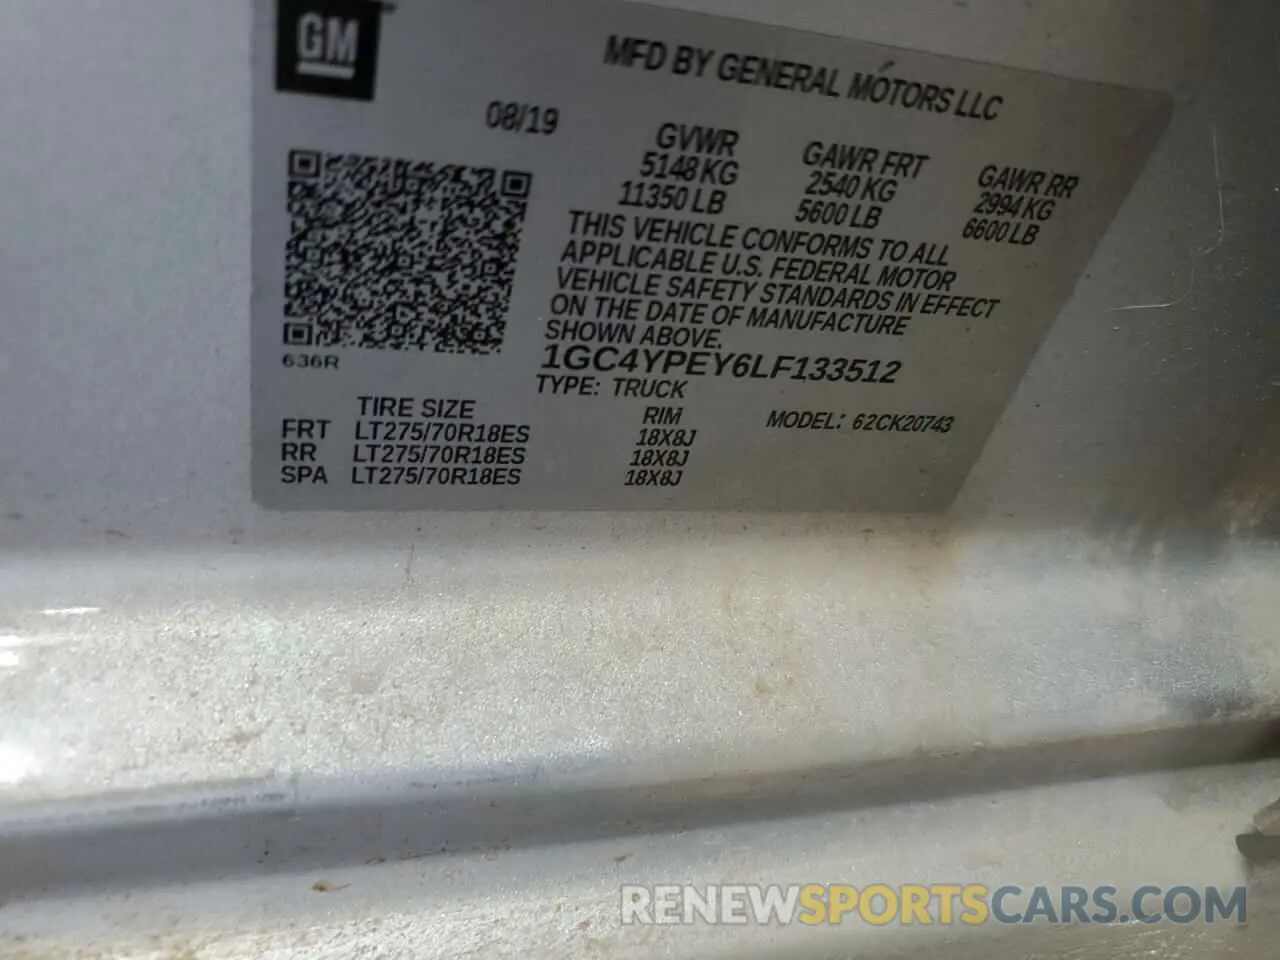 GM
MFD BY GENERAL MOTORS LLC
08/19
GVWR GAWR FRT GAWR RR
5148 KG 2540 KG 2994 KG
11350 LB 5600 LB 6600 LB
THIS VEHICLE CONFORMS TO ALL
APPLICABLE U.S. FEDERAL MOTOR
VEHICLE SAFETY STANDARDS IN EFFECT
ON THE DATE OF MANUFACTURE
SHOWN ABOVE.
636R
1GC4YPEY6LF133512
TYPE: TRUCK
TIRE SIZE RIM MODEL: 62CK20743
FRT LT275/70R18ES 18X8J
RR LT275/70R18ES 18X8J
SPA LT275/70R18ES 18X8J
RENEWSPORTSCARS.COM